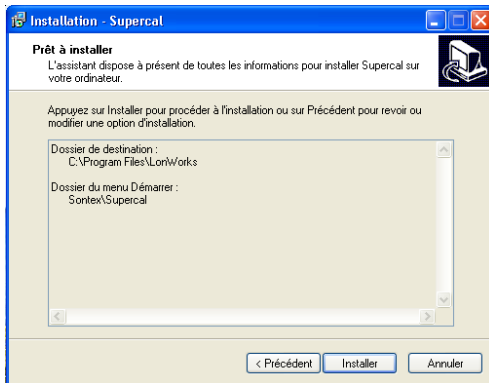 Installation - Supercal
Prêt à installer
L'assistant dispose à présent de toutes les informations pour installer Supercal sur
votre ordinateur.
Appuyez sur Installer pour procéder à l'installation ou sur Précédent pour revoir ou
modifier une option d'installation.
Dossier de destination :
C:\Program Files\LonWorks
Dossier du menu Démarrer :
Sontex\Supercal
< Précédent
Installer
Annuler